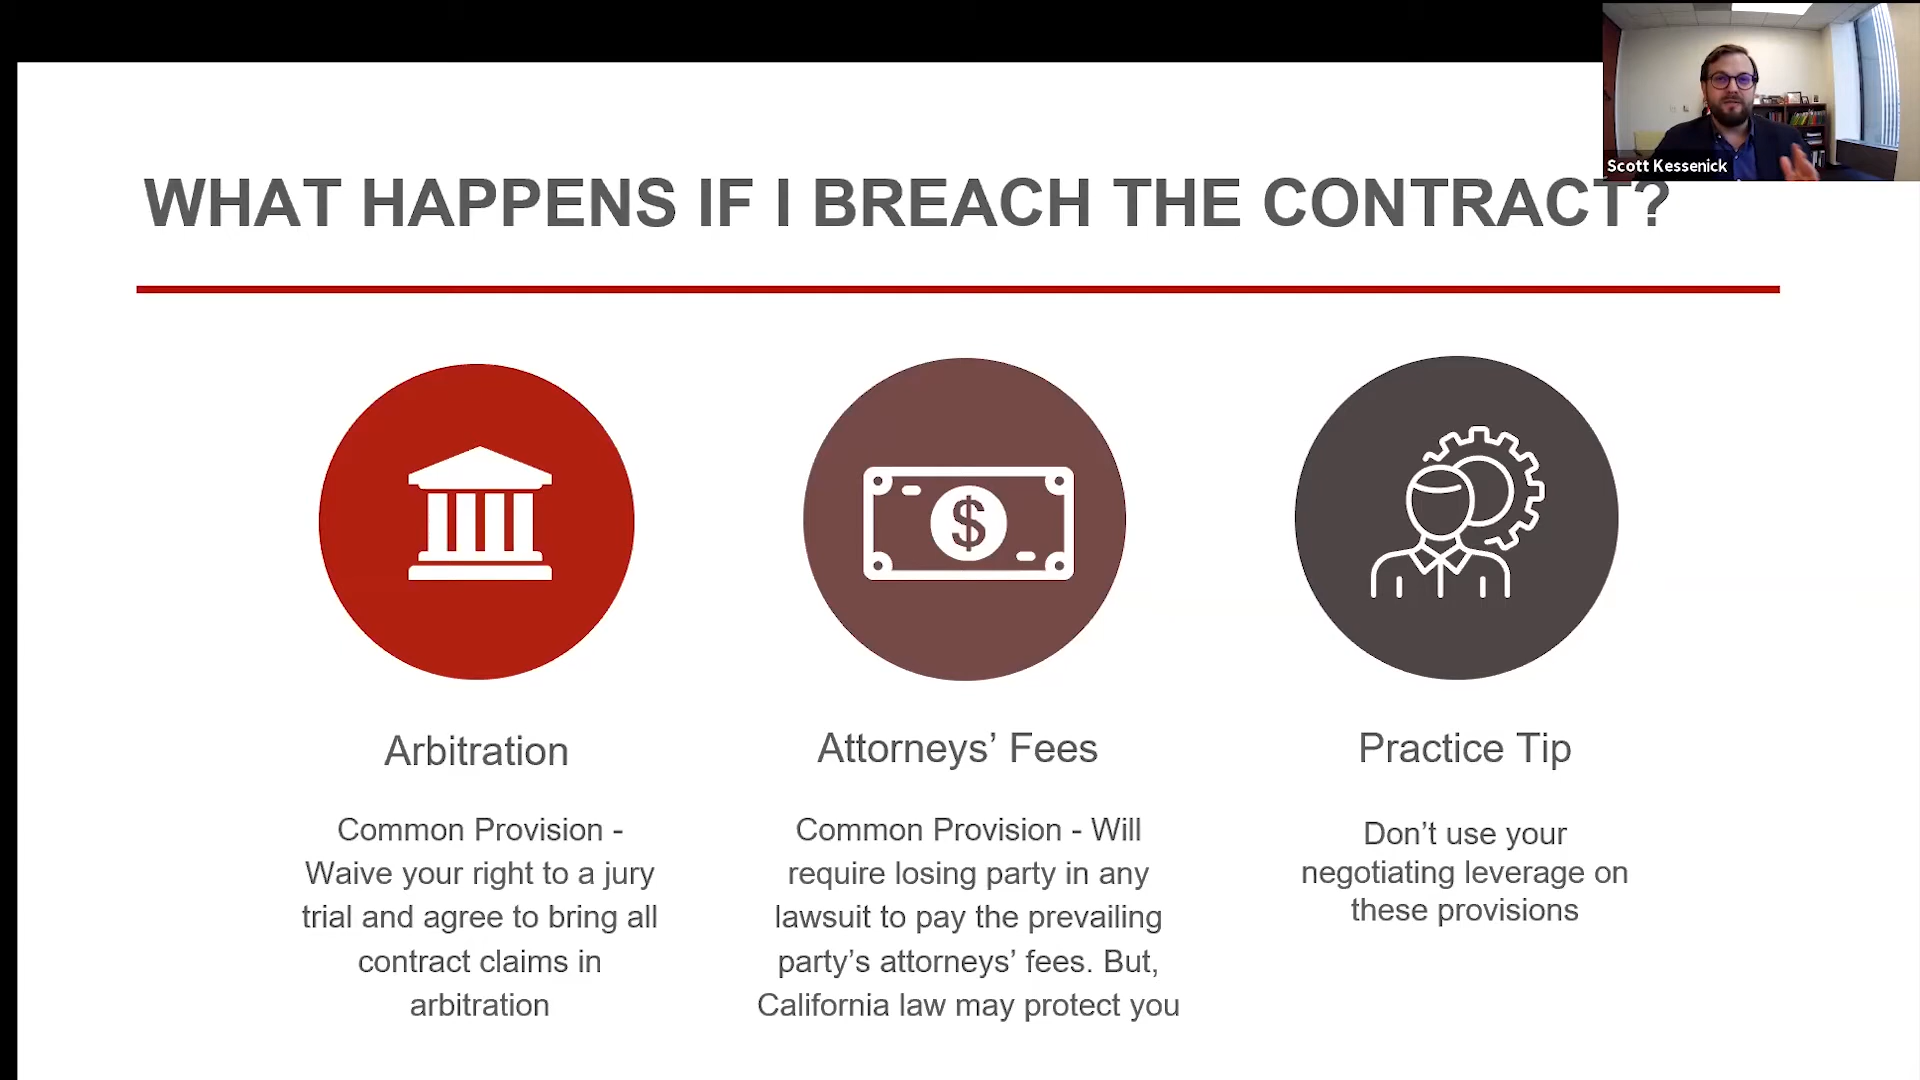 Scott Kessenick
WHAT HAPPENS IF I BREACH THE CONTRACT?
$
Arbitration
Common Provision -
Waive your right to a jury
trial and agree to bring all
contract claims in
arbitration
Attorneys’ Fees
Common Provision - Will
require losing party in any
lawsuit to pay the prevailing
party’s attorneys’ fees. But,
California law may protect you
Practice Tip
Don’t use your
negotiating leverage on
these provisions